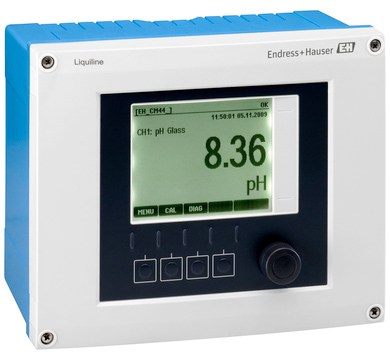 Liquiline
Endress+Hauser EH
[EH_CM44_] OK
11:50:01 05.11.2009
CH1: pH Glass
8.36
pH
MENU CAL DIAG